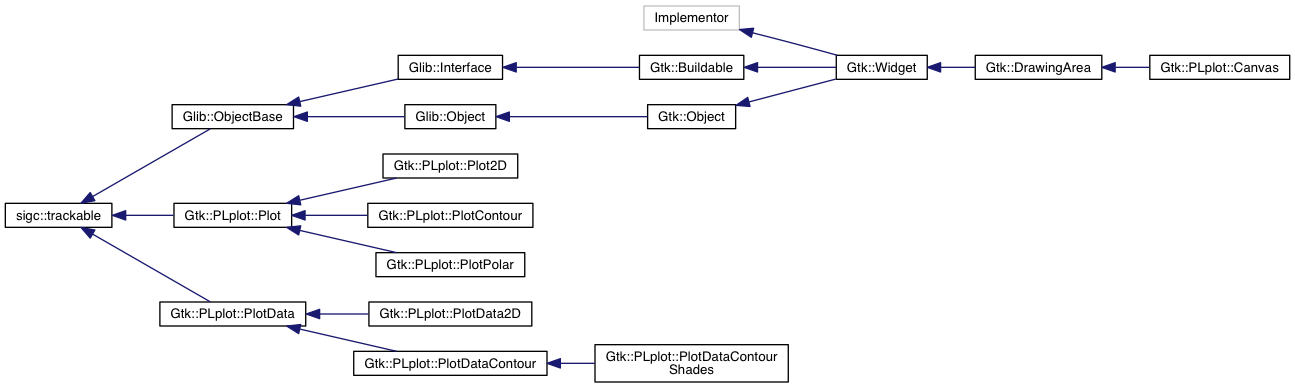 Implementor
Glib::Interface
Gtk::Buildable
Gtk::Widget
Gtk::DrawingArea
Gtk::PLplot::Canvas
Glib::ObjectBase
Glib::Object
Gtk::Object
Gtk::PLplot::Plot2D
sigc::trackable
Gtk::PLplot::Plot
Gtk::PLplot::PlotContour
Gtk::PLplot::PlotPolar
Gtk::PLplot::PlotData
Gtk::PLplot::PlotData2D
Gtk::PLplot::PlotDataContour
Gtk::PLplot::PlotDataContour
Shades